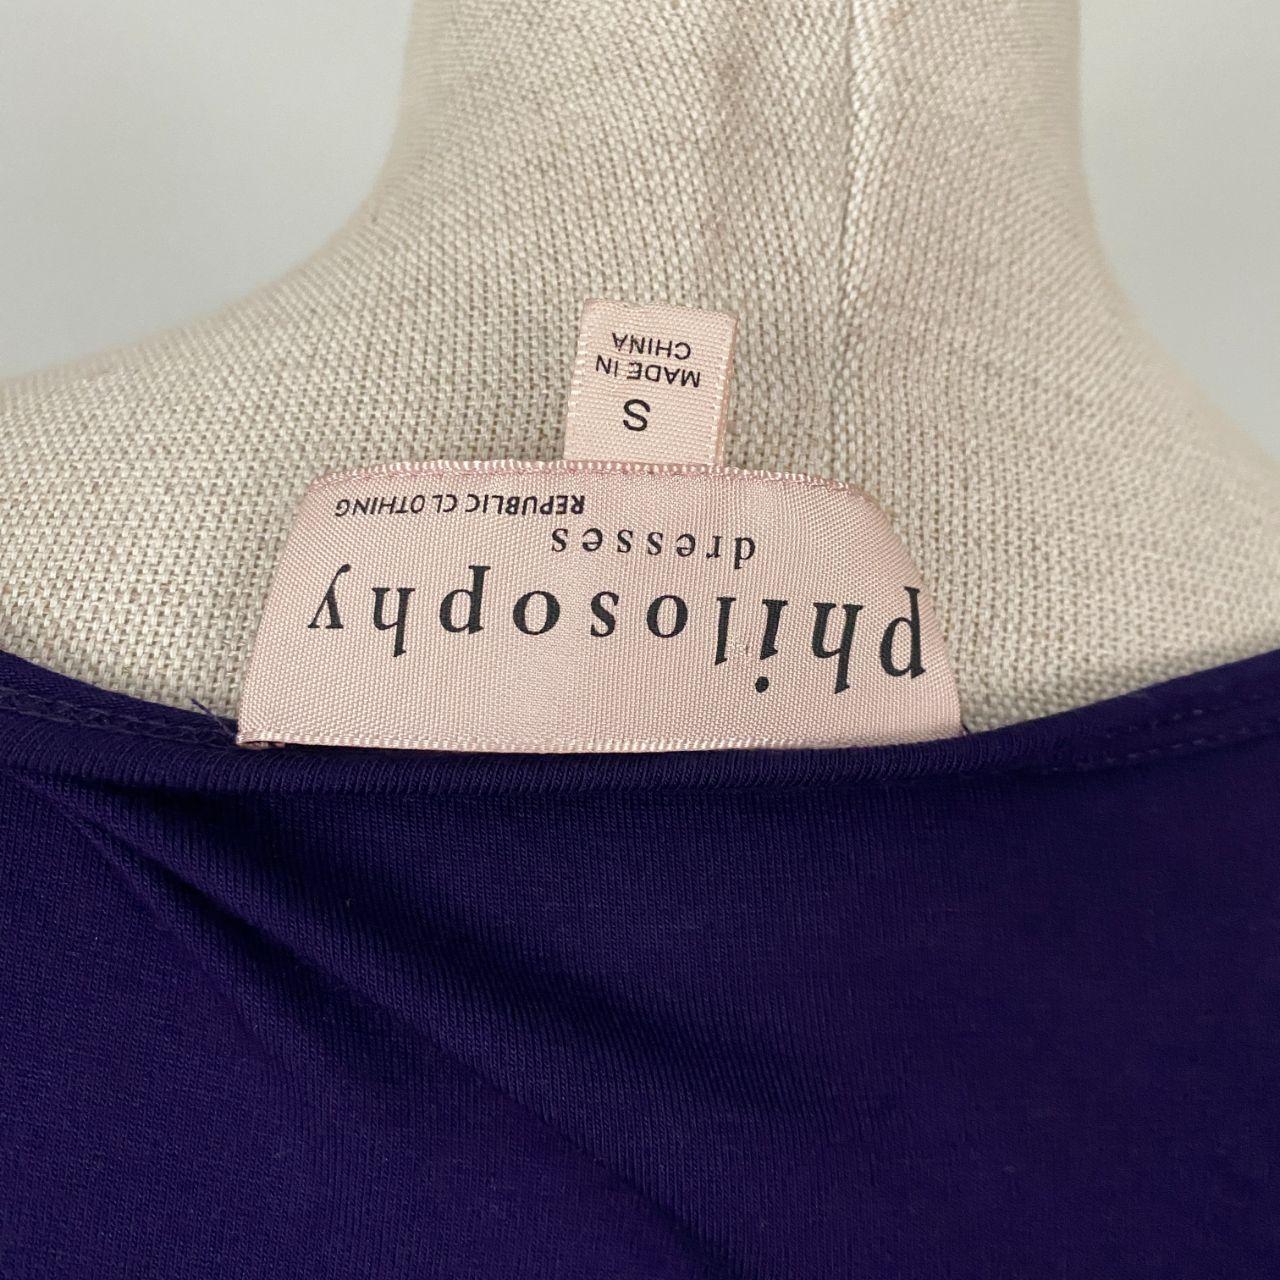 philosophy
dresses
REPUBLIC CLOTHING
S
MADE IN
CHINA